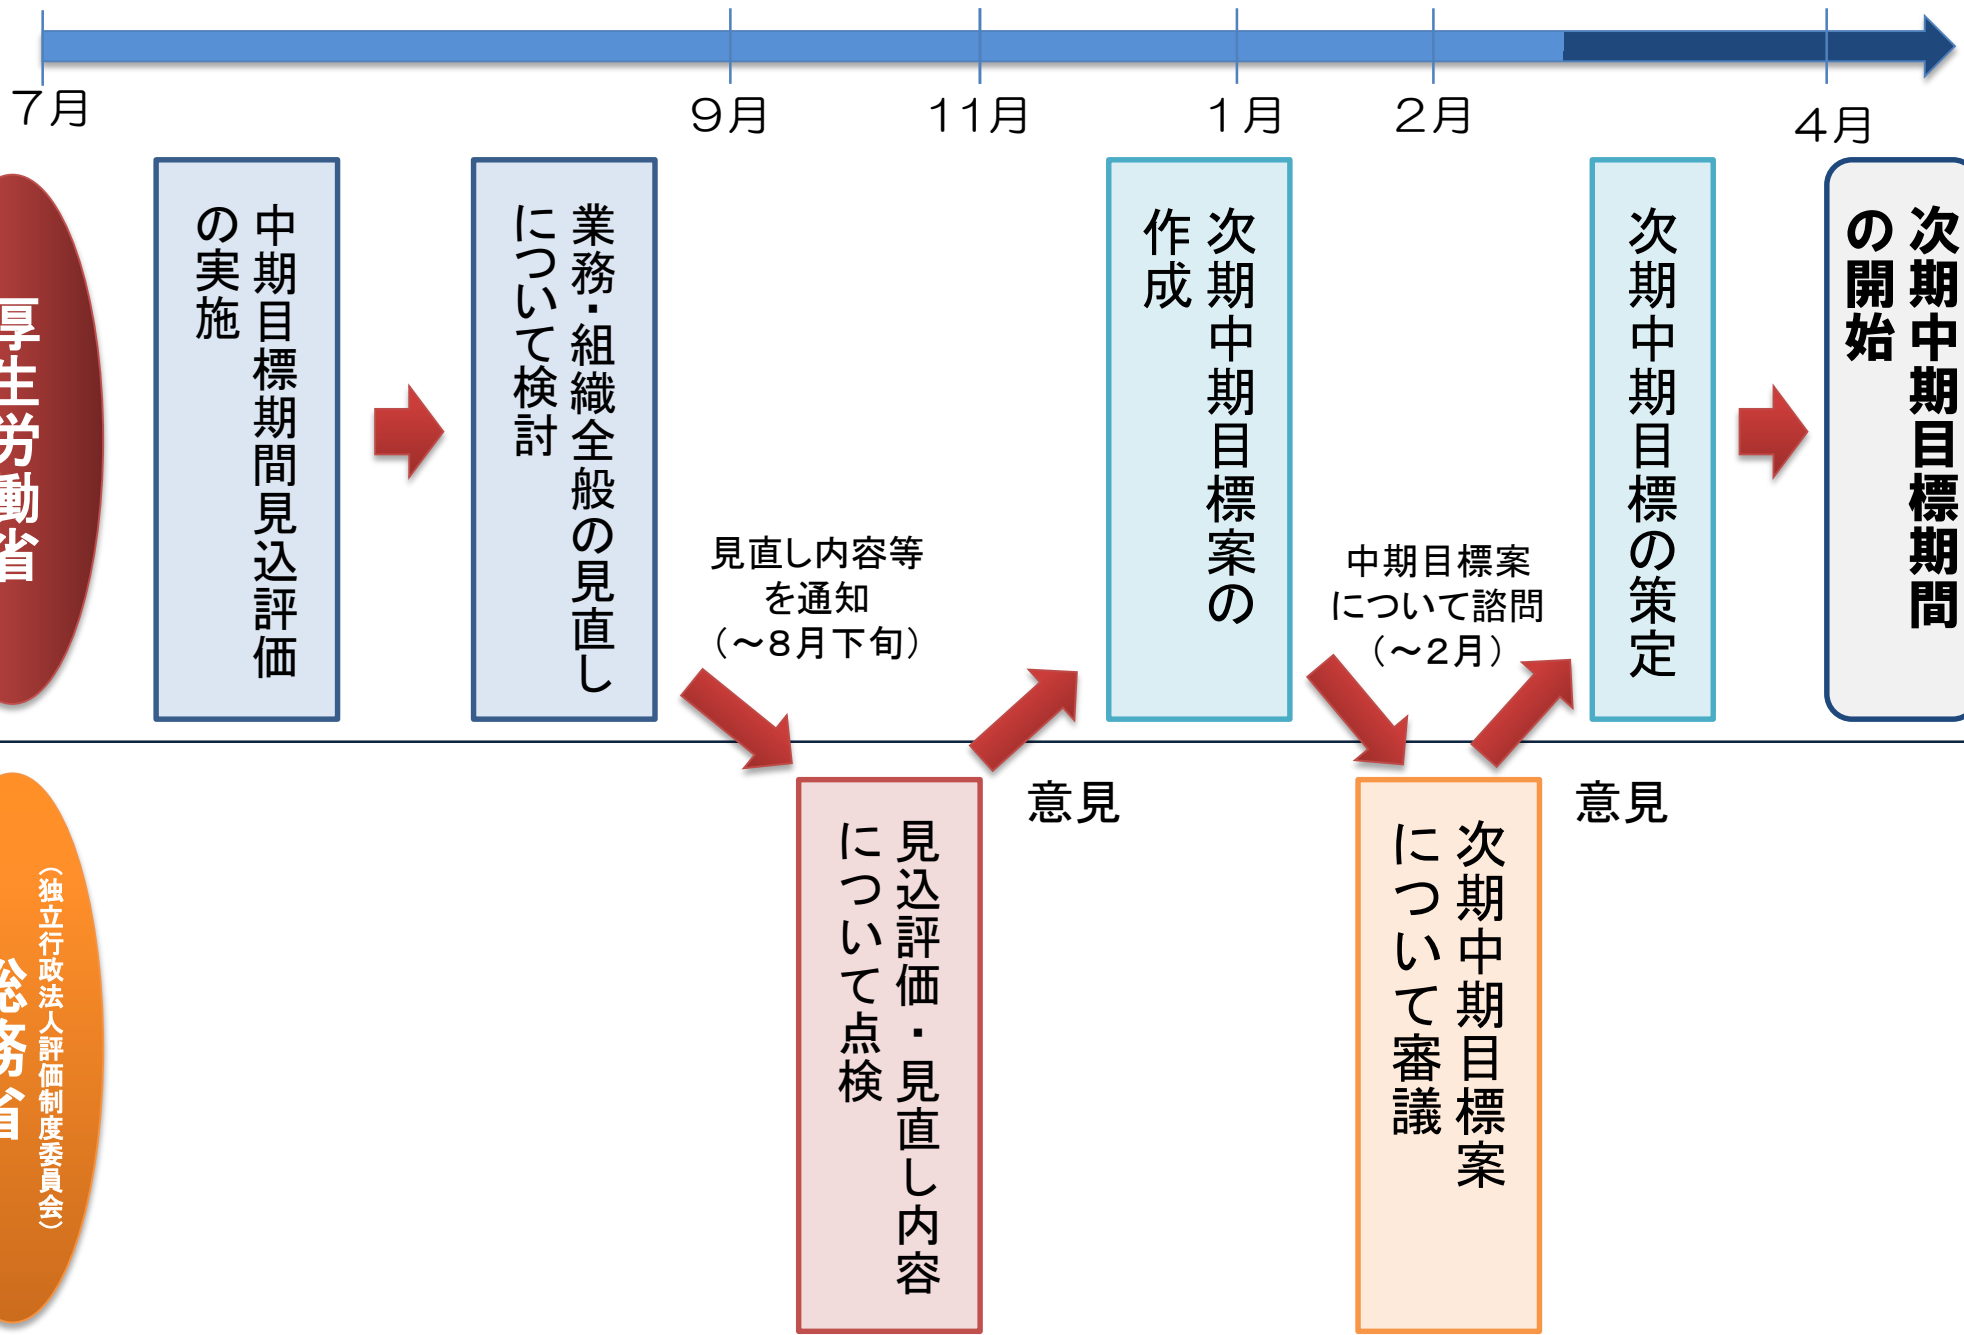 7月
9月
11月
1月
2月
4月
厚生労働省
中期目標期間見込評価
の実施
業務・組織全般の見直し
について検討
見直し内容等
を通知
（～8月下旬）
次期中期目標案の
作成
中期目標案
について諮問
（～2月）
次期中期目標の策定
次期中期目標期間
の開始
（独立行政法人評価制度委員会）
総務省
見込評価・見直し内容
について点検
意見
次期中期目標案
について審議
意見